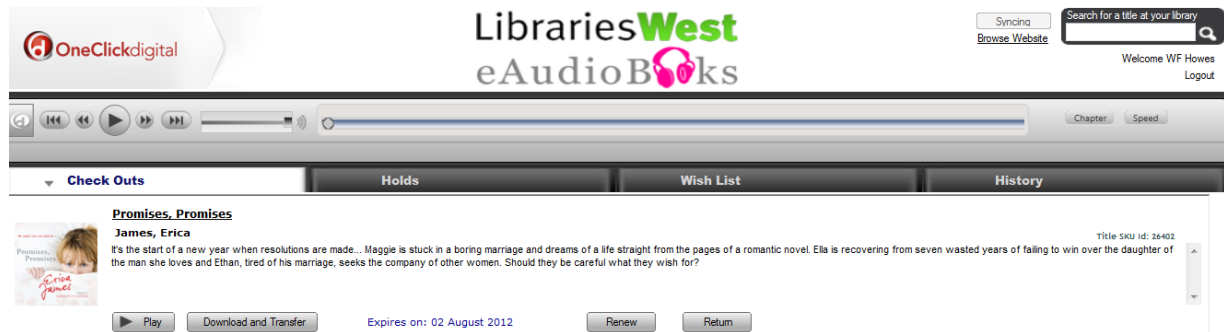 OneClickdigital
LibrariesWest
eAudioBooks
Syncing
Browse Website
Search for a title at your library
Welcome WF Howes
Logout
Chapter
Speed
Check Outs
Holds
Wish List
History
Promises, Promises
James, Erica
Title SKU Id: 26402
It's the start of a new year when resolutions are made... Maggie is stuck in a boring marriage and dreams of a life straight from the pages of a romantic novel. Ella is recovering from seven wasted years of failing to win over the daughter of
the man she loves and Ethan, tired of his marriage, seeks the company of other women. Should they be careful what they wish for?
Promises,
Promises
Erica
James
Play
Download and Transfer
Expires on: 02 August 2012
Renew
Return